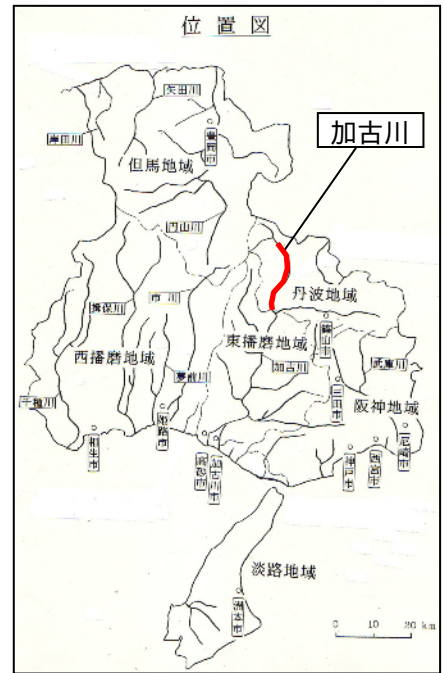 位置図
矢田川
岸田川
豊岡市
但馬地域
加古川
円山川
市川
丹波地域
揖保川
篠山市
東播磨地域
西播磨地域
加古川
武庫川
夢前川
千種川
三田市
阪神地域
姫路市
相生市
尼崎市
西宮市
神戸市
高砂市
加古川市
淡路地域
洲本市
0 10 20 km